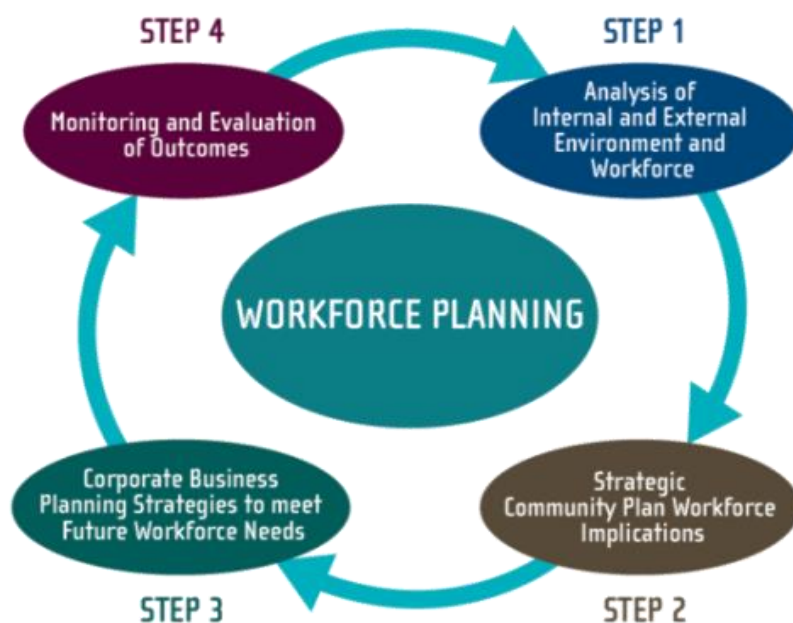 STEP 4
Monitoring and Evaluation
of Outcomes
STEP 1
Analysis of
Internal and External
Environment and
Workforce
WORKFORCE PLANNING
Corporate Business
Planning Strategies to meet
Future Workforce Needs
STEP 3
Strategic
Community Plan Workforce
Implications
STEP 2